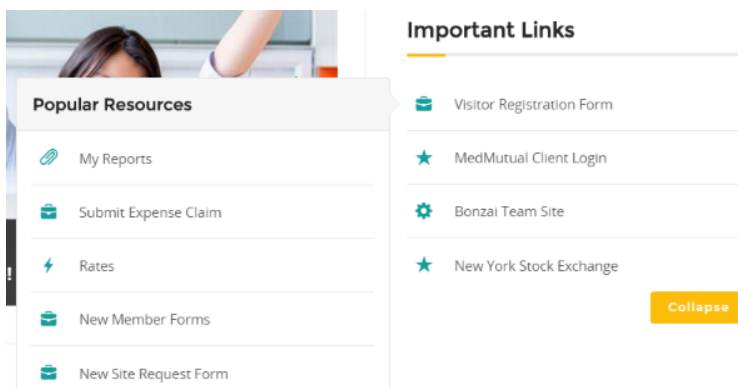 Important Links
Visitor Registration Form
MedMutual Client Login
Bonzai Team Site
New York Stock Exchange
Collapse
Popular Resources
My Reports
Submit Expense Claim
Rates
New Member Forms
New Site Request Form
!